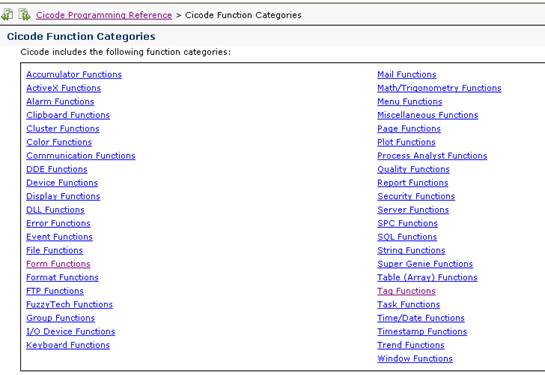 Cicode Programming Reference > Cicode Function Categories
Cicode Function Categories
Cicode includes the following function categories:
Accumulator Functions
ActiveX Functions
Alarm Functions
Clipboard Functions
Cluster Functions
Color Functions
Communication Functions
DDE Functions
Device Functions
Display Functions
DLL Functions
Error Functions
Event Functions
File Functions
Form Functions
Format Functions
FTP Functions
FuzzyTech Functions
Group Functions
I/O Device Functions
Keyboard Functions
Mail Functions
Math/Trigonometry Functions
Menu Functions
Miscellaneous Functions
Page Functions
Plot Functions
Process Analyst Functions
Quality Functions
Report Functions
Security Functions
Server Functions
SPC Functions
SQL Functions
String Functions
Super Genie Functions
Table (Array) Functions
Tag Functions
Task Functions
Time/Date Functions
Timestamp Functions
Trend Functions
Window Functions